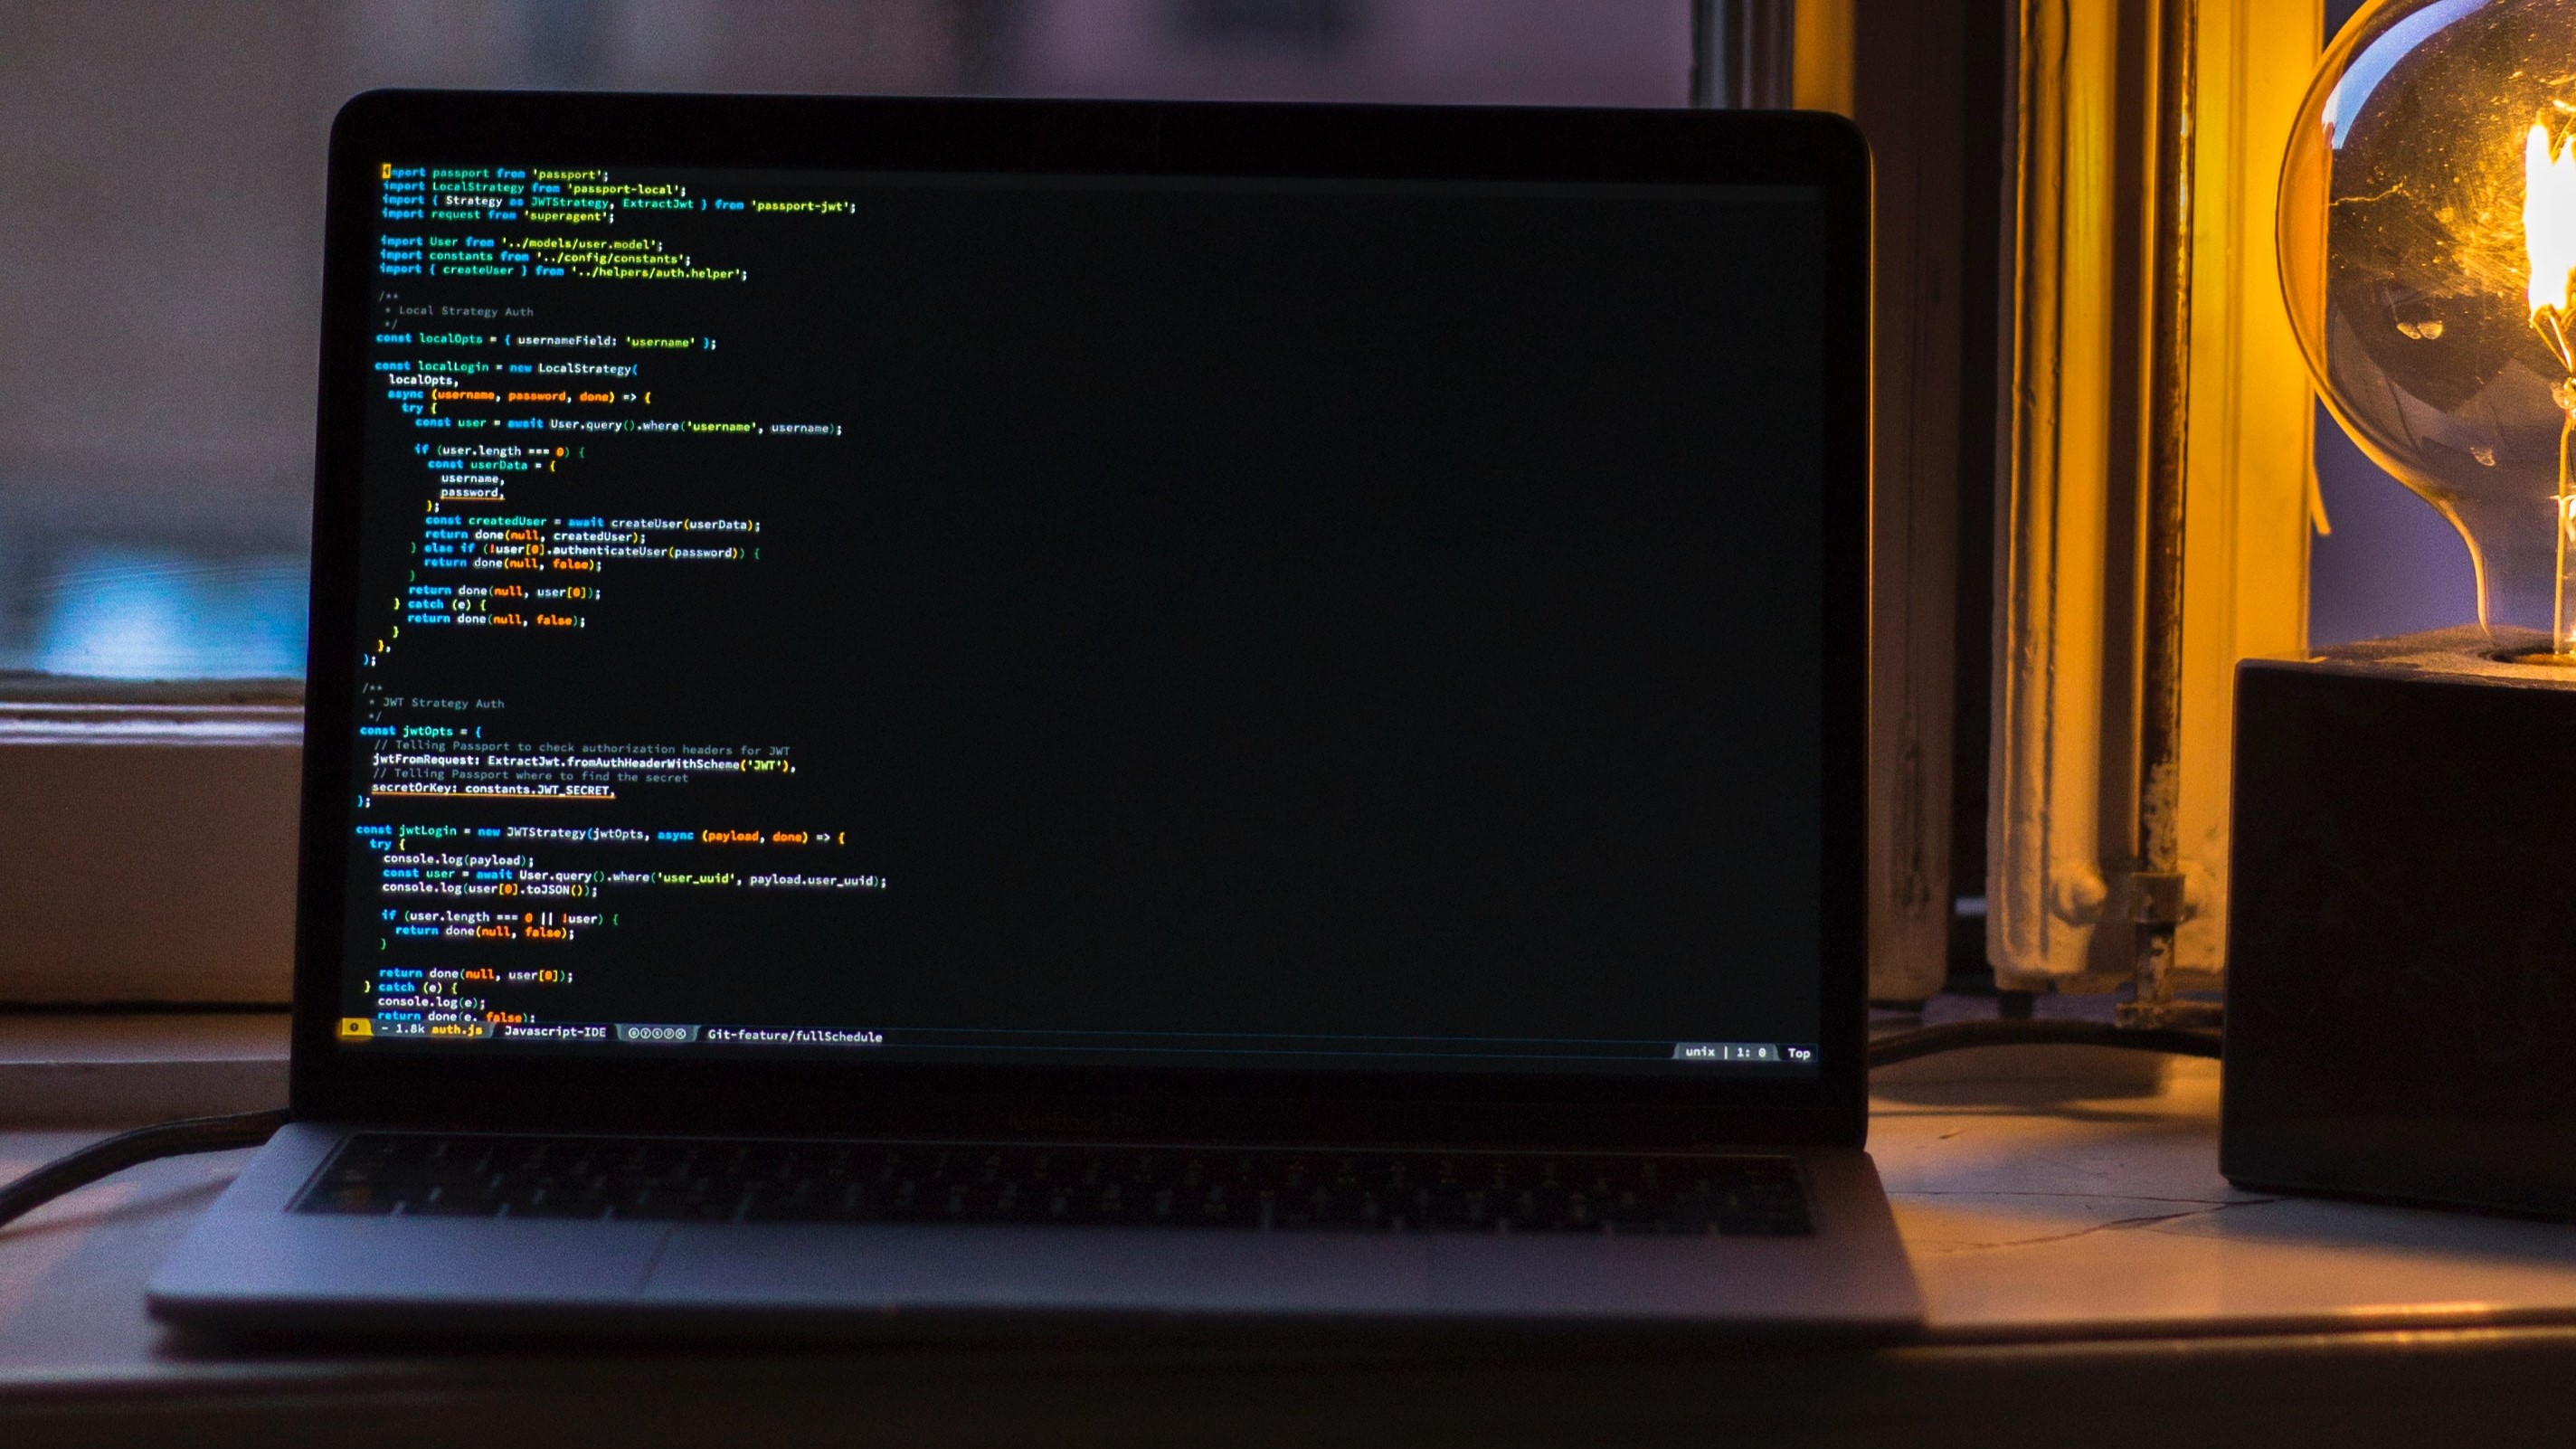 import passport from 'passport';
import LocalStrategy from 'passport-local';
import { Strategy as JWTStrategy, ExtractJwt } from 'passport-jwt';
import request from 'superagent';
import User from '../models/user.model';
import constants from '../config/constants';
import { createUser } from '../helpers/auth.helper';
/**
* Local Strategy Auth
*/
const localOpts = { usernameField: 'username' };
const localLogin = new LocalStrategy(
localOpts,
async (username, password, done) => {
try {
const user = await User.query().where('username', username);
if (user.length === 0) {
const userData = {
username,
password,
};
const createdUser = await createUser(userData);
return done(null, createdUser);
} else if (!user[0].authenticateUser(password)) {
return done(null, false);
}
return done(null, user[0]);
} catch (e) {
return done(null, false);
}
},
);
/**
* JWT Strategy Auth
*/
const jwtOpts = {
// Telling Passport to check authorization headers for JWT
jwtFromRequest: ExtractJwt.fromAuthHeaderWithScheme('JWT'),
// Telling Passport where to find the secret
secretOrKey: constants.JWT_SECRET,
};
const jwtLogin = new JWTStrategy(jwtOpts, async (payload, done) => {
try {
console.log(payload);
const user = await User.query().where('user_uuid', payload.user_uuid);
console.log(user[0].toJSON());
if (user.length === 0 || !user) {
return done(null, false);
}
return done(null, user[0]);
} catch (e) {
console.log(e);
return done(e, false);
- 1.8k auth.js Javascript-IDE Git-feature/fullSchedule unix | 1: 0 Top
MacBook Pro